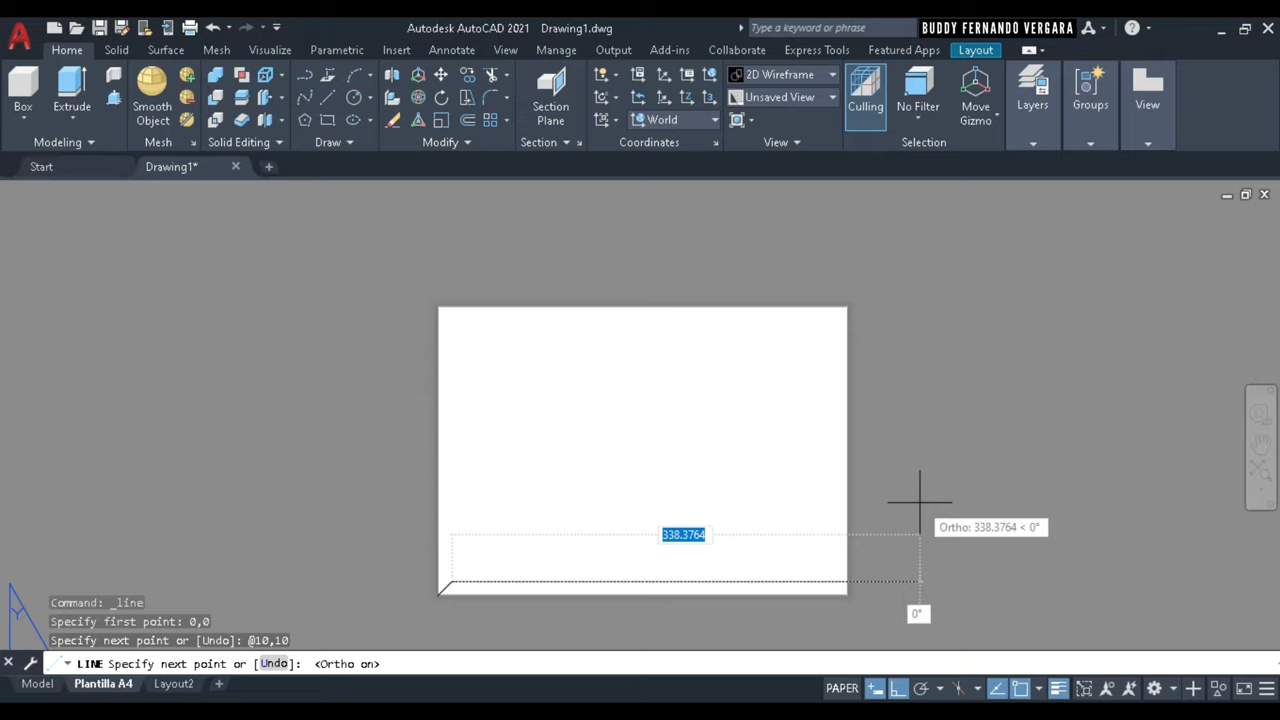 Autodesk AutoCAD 2021 Drawing1.dwg
Type a keyword or phrase
BUDDY FERNANDO VERGARA
Home Solid Surface Mesh Visualize Parametric Insert Annotate View Manage Output Add-ins Collaborate Express Tools Featured Apps Layout
2D Wireframe
Unsaved View
World
Box Extrude
Smooth
Object
Section
Plane
Culling No Filter
Move
Gizmo
Layers Groups View
Modeling Mesh Solid Editing Draw Modify Section Coordinates View Selection
Start Drawing1*
Ortho: 338.3764 < 0°
338.3764
0°
Y
Command: _line
Specify first point: 0,0
Specify next point or [Undo]: @10,10
LINE Specify next point or [Undo]: <Ortho on>
Model Plantilla A4 Layout2 +
PAPER